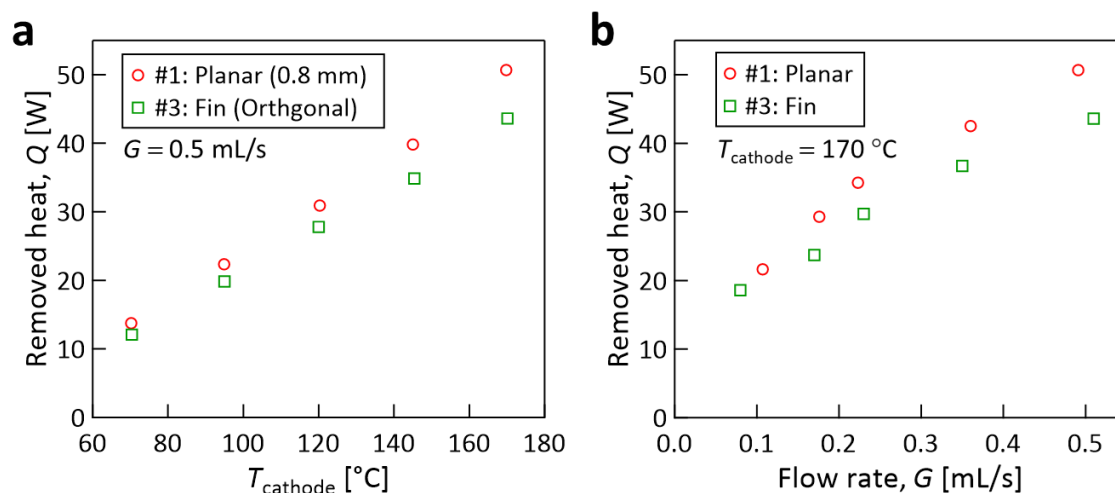 a
50
40
30
20
10
0
Removed heat, Q [W]
#1: Planar (0.8 mm)
#3: Fin (Orthgonal)
G = 0.5 mL/s
60 80 100 120 140 160 180
Tcathode [°C]
b
50
40
30
20
10
0
Removed heat, Q [W]
#1: Planar
#3: Fin
Tcathode = 170 °C
0.0 0.1 0.2 0.3 0.4 0.5
Flow rate, G [mL/s]